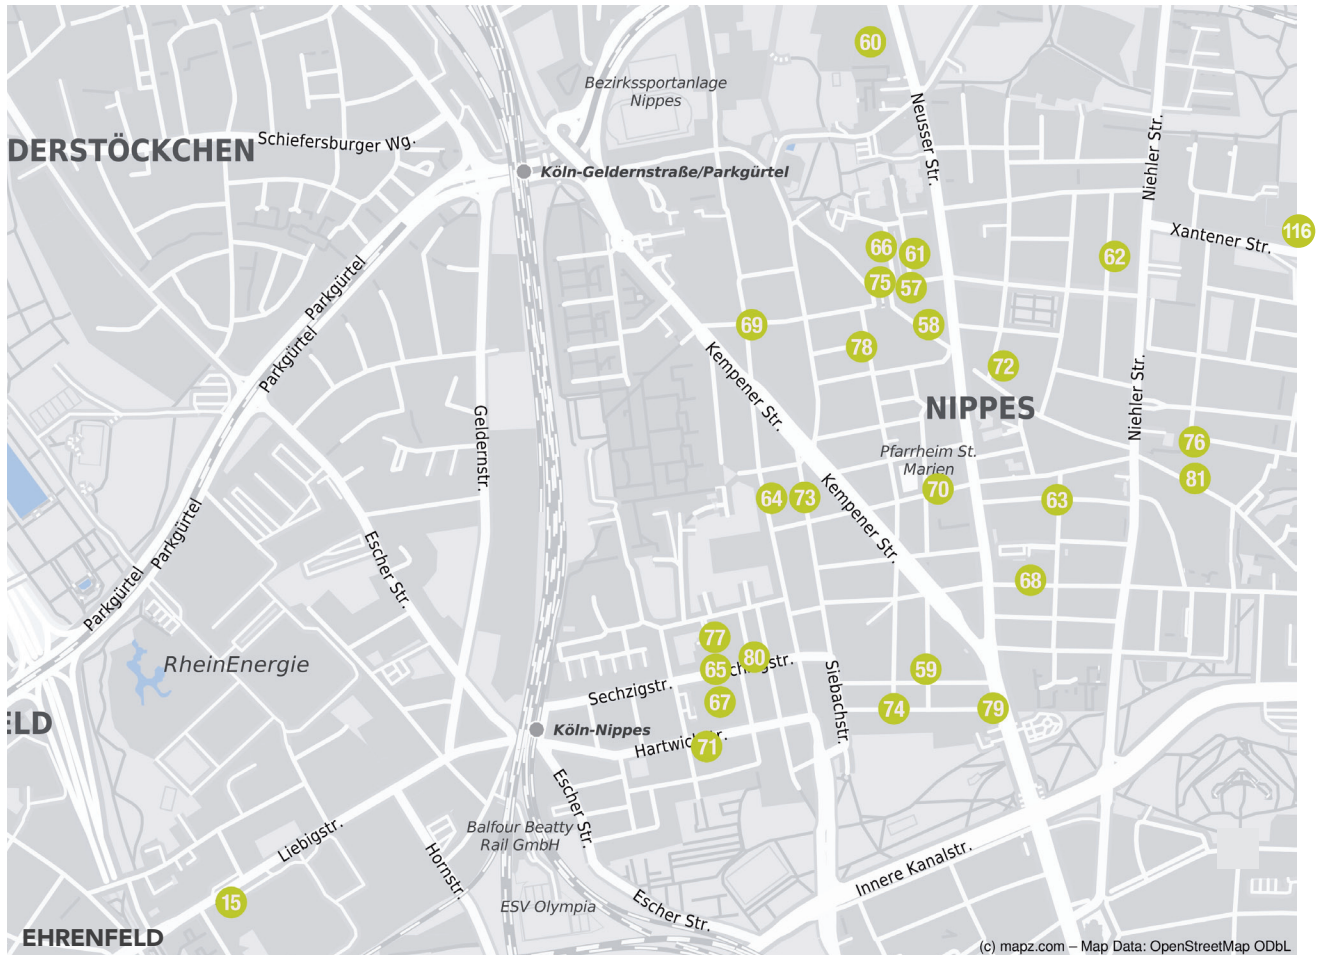 60
Bezirkssportanlage
Nippes
Neusser Str.
Niehler Str.
DERSTÖCKCHEN
Schiefersburger Wg.
Köln-Geldernstraße/Parkgürtel
116
Xantener Str.
66
61
62
75
57
Parkgürtel
69
58
78
Parkgürtel
Kempener Str.
72
Niehler Str.
NIPPES
Geldernstr.
76
Pfarrheim St.
Marien
81
70
64
73
63
Kempener Str.
Parkgürtel
Escher Str.
68
Parkgürtel
77
RheinEnergie
80
65
chzigstr.
59
Sechzigstr.
Siebachstr.
67
74
79
ELD
Köln-Nippes
Hartwichstr.
71
Escher Str.
Balfour Beatty
Rail GmbH
Liebigstr.
Hornstr.
Innere Kanalstr.
15
ESV Olympia
Escher Str.
EHRENFELD
(c) mapz.com – Map Data: OpenStreetMap ODbL